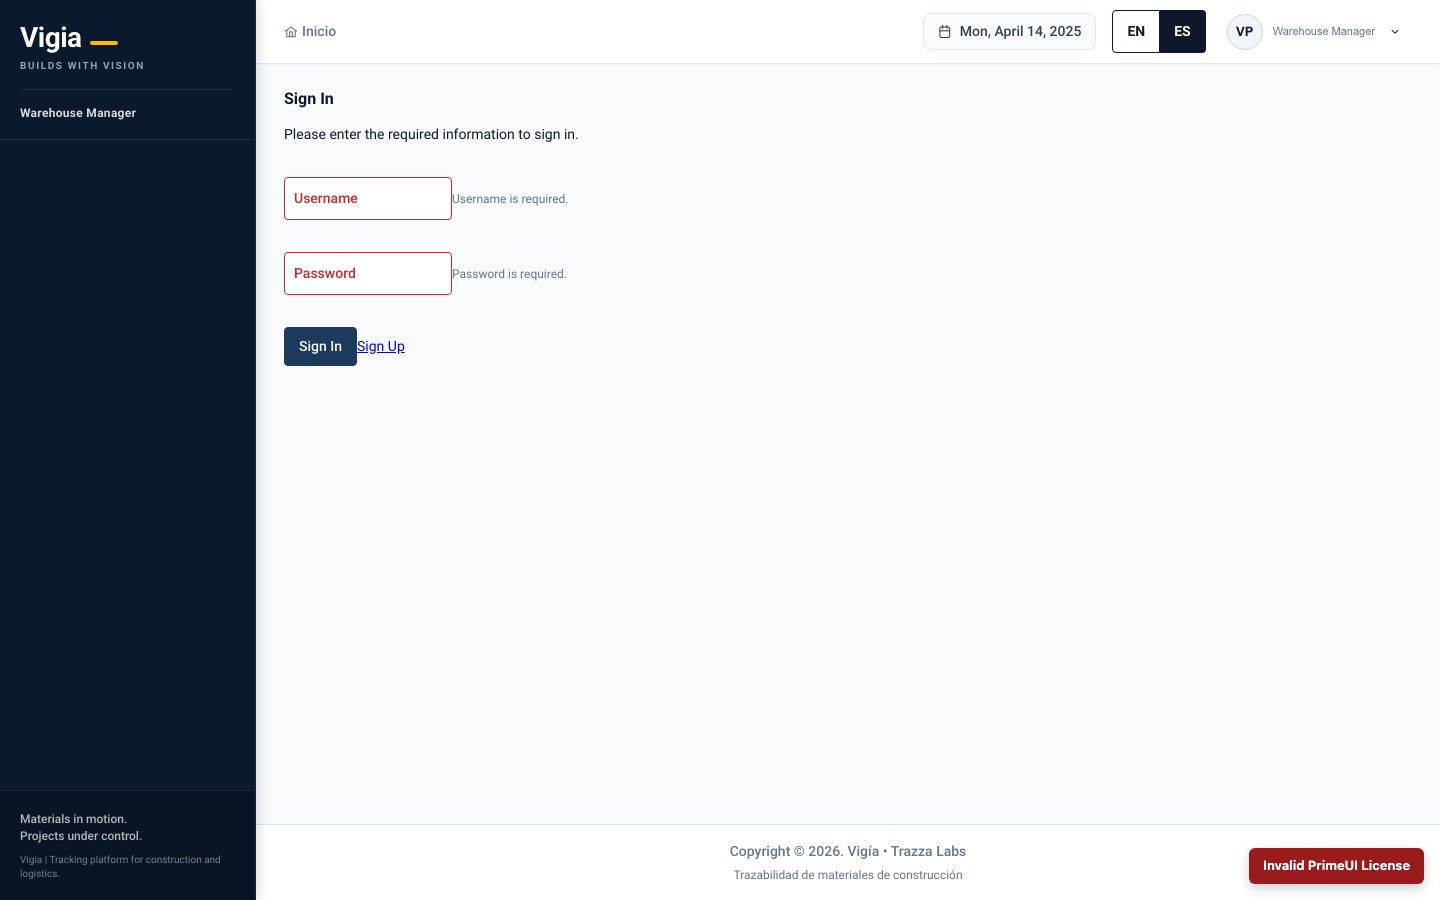 Vigia
BUILDS WITH VISION
Warehouse Manager
Materials in motion.
Projects under control.
Vigia | Tracking platform for construction and
logistics.
Inicio
Mon, April 14, 2025
EN
ES
VP
Warehouse Manager
Sign In
Please enter the required information to sign in.
Username
Username is required.
Password
Password is required.
Sign In
Sign Up
Copyright © 2026. Vigía • Trazza Labs
Trazabilidad de materiales de construcción
Invalid PrimeUI License